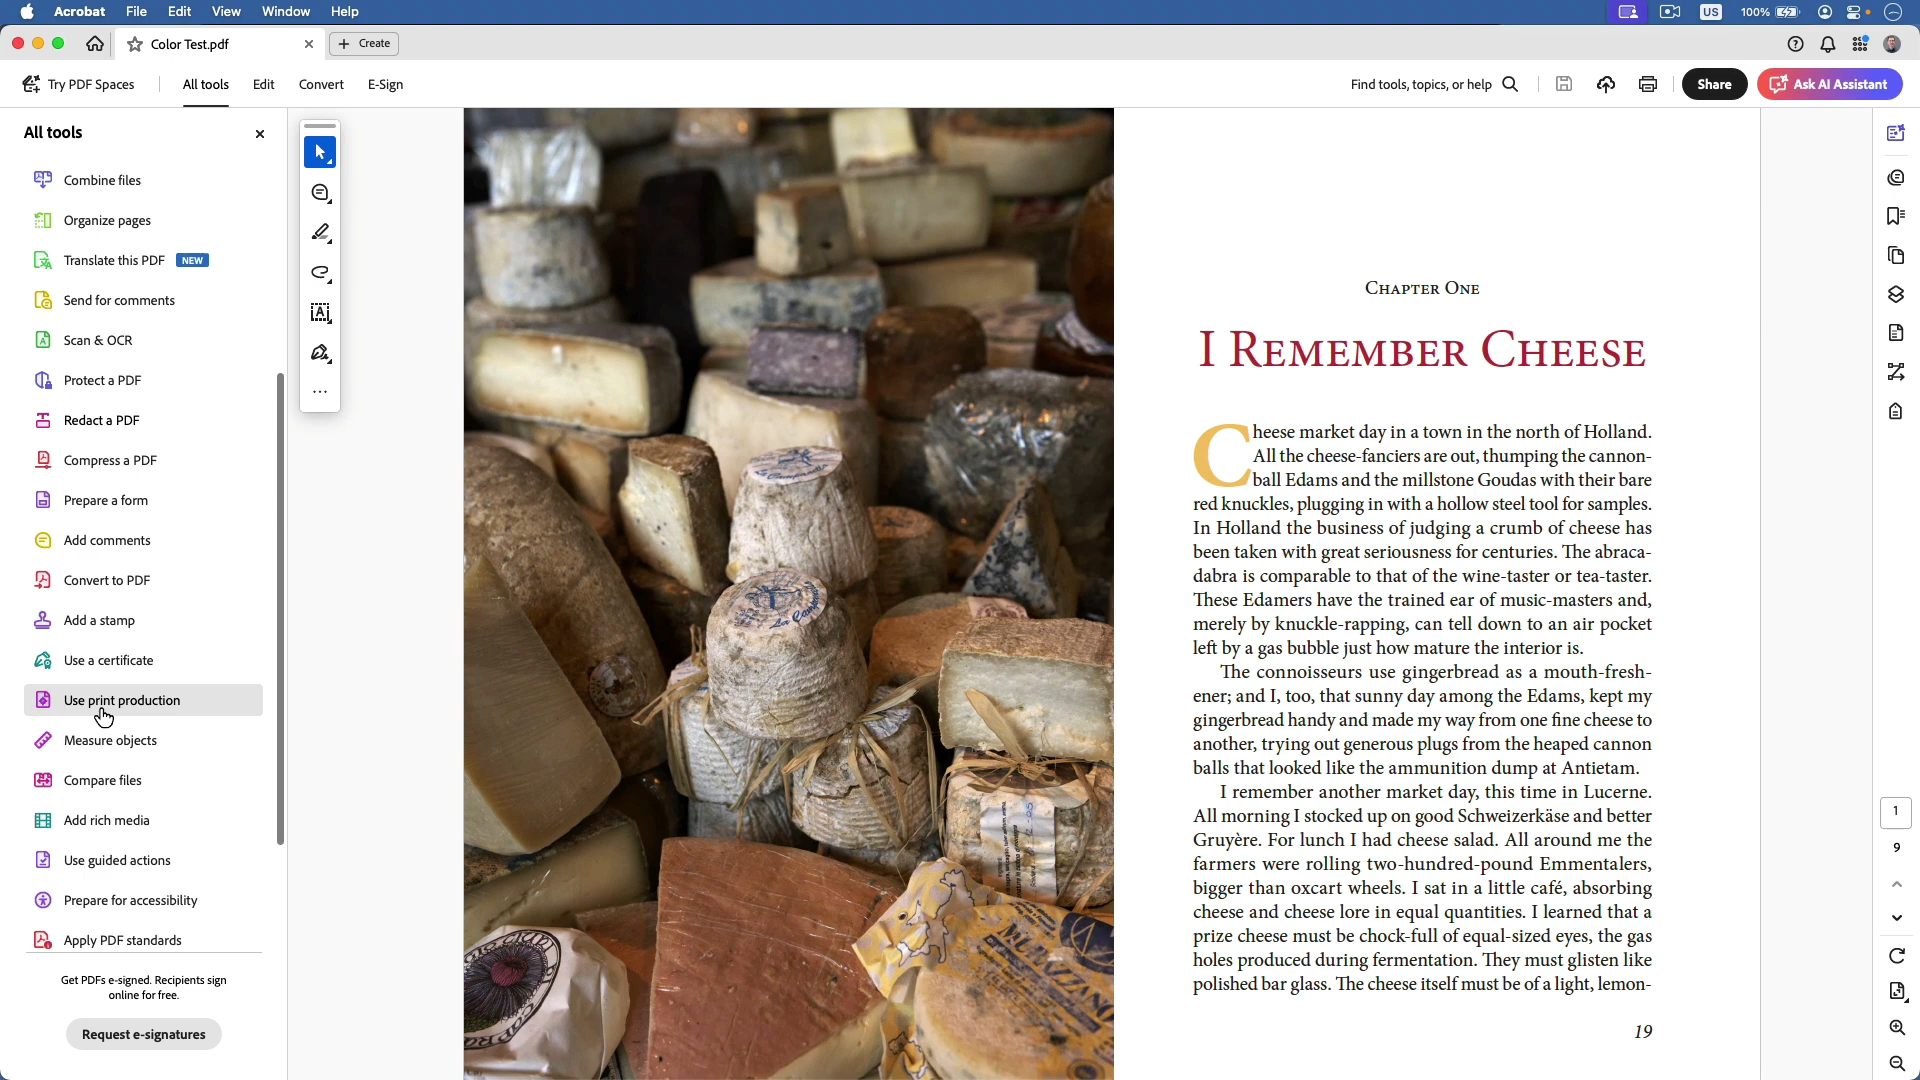 Acrobat File Edit View Window Help
US 100%
Color Test.pdf
Create
Try PDF Spaces
All tools
Edit
Convert
E-Sign
Find tools, topics, or help
Share
Ask AI Assistant
All tools
Combine files
Organize pages
Translate this PDF NEW
Send for comments
Scan & OCR
Protect a PDF
Redact a PDF
Compress a PDF
Prepare a form
Add comments
Convert to PDF
Add a stamp
Use a certificate
Use print production
Measure objects
Compare files
Add rich media
Use guided actions
Prepare for accessibility
Apply PDF standards
Get PDFs e-signed. Recipients sign
online for free.
Request e-signatures
Chapter One
I Remember Cheese
Cheese market day in a town in the north of Holland.
All the cheese-fanciers are out, thumping the cannon-
ball Edams and the millstone Goudas with their bare
red knuckles, plugging in with a hollow steel tool for samples.
In Holland the business of judging a crumb of cheese has
been taken with great seriousness for centuries. The abraca-
dabra is comparable to that of the wine-taster or tea-taster.
These Edamers have the trained ear of music-masters and,
merely by knuckle-rapping, can tell down to an air pocket
left by a gas bubble just how mature the interior is.
The connoisseurs use gingerbread as a mouth-fresh-
ener; and I, too, that sunny day among the Edams, kept my
gingerbread handy and made my way from one fine cheese to
another, trying out generous plugs from the heaped cannon
balls that looked like the ammunition dump at Antietam.
I remember another market day, this time in Lucerne.
All morning I stocked up on good Schweizerkäse and better
Gruyère. For lunch I had cheese salad. All around me the
farmers were rolling two-hundred-pound Emmentalers,
bigger than oxcart wheels. I sat in a little café, absorbing
cheese and cheese lore in equal quantities. I learned that a
prize cheese must be chock-full of equal-sized eyes, the gas
holes produced during fermentation. They must glisten like
polished bar glass. The cheese itself must be of a light, lemon-
19
1
9